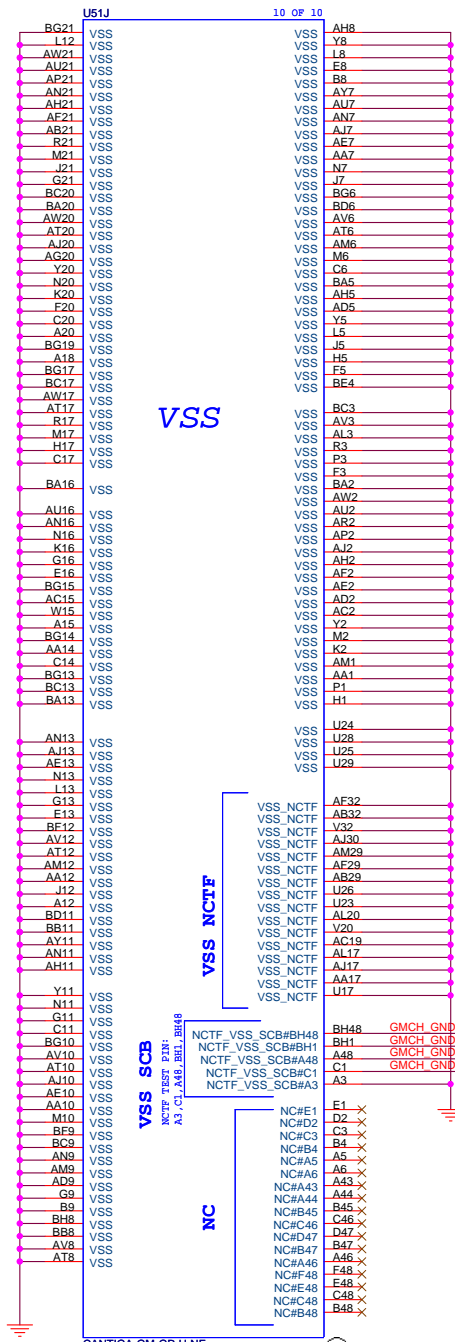 U51J 10 OF 10
BG21 VSS VSS AH8
L12 VSS VSS Y8
AW21 VSS VSS L8
AU21 VSS VSS E8
AP21 VSS VSS B8
AN21 VSS VSS AY7
AH21 VSS VSS AU7
AF21 VSS VSS AN7
AB21 VSS VSS AJ7
R21 VSS VSS AE7
M21 VSS VSS AA7
J21 VSS VSS N7
G21 VSS VSS J7
BC20 VSS VSS BG6
BA20 VSS VSS BD6
AW20 VSS VSS AV6
AT20 VSS VSS AT6
AJ20 VSS VSS AM6
AG20 VSS VSS M6
Y20 VSS VSS C6
N20 VSS VSS BA5
K20 VSS VSS AH5
F20 VSS VSS AD5
C20 VSS VSS Y5
A20 VSS VSS L5
BG19 VSS VSS J5
A18 VSS VSS H5
BG17 VSS VSS F5
BC17 VSS VSS BE4
AW17 VSS
AT17 VSS VSS BC3
VSS
R17 VSS VSS AV3
M17 VSS VSS AL3
H17 VSS VSS R3
C17 VSS VSS P3
VSS F3
BA16 VSS VSS BA2
VSS AW2
AU16 VSS VSS AU2
AN16 VSS VSS AR2
N16 VSS VSS AP2
K16 VSS VSS AJ2
G16 VSS VSS AH2
E16 VSS VSS AF2
BG15 VSS VSS AE2
AC15 VSS VSS AD2
W15 VSS VSS AC2
A15 VSS VSS Y2
BG14 VSS VSS M2
AA14 VSS VSS K2
C14 VSS VSS AM1
BG13 VSS VSS AA1
BC13 VSS VSS P1
BA13 VSS VSS H1
VSS U24
AN13 VSS VSS U28
AJ13 VSS VSS U25
AE13 VSS VSS U29
N13 VSS
L13 VSS
G13 VSS VSS_NCTF AF32
E13 VSS VSS_NCTF AB32
BF12 VSS VSS_NCTF V32
AV12 VSS VSS_NCTF AJ30
AT12 VSS VSS_NCTF AM29
AM12 VSS VSS_NCTF AF29
AA12 VSS VSS_NCTF AB29
J12 VSS VSS_NCTF U26
A12 VSS VSS_NCTF U23
BD11 VSS VSS_NCTF AL20
BB11 VSS VSS_NCTF V20
AY11 VSS VSS_NCTF AC19
AN11 VSS VSS_NCTF AL17
AH11 VSS VSS_NCTF AJ17
VSS_NCTF AA17
Y11 VSS VSS_NCTF U17
VSS NCTF
N11 VSS
G11 VSS
C11 VSS NCTF_VSS_SCB#BH48 BH48 GMCH_GND
BG10 VSS NCTF_VSS_SCB#BH1 BH1 GMCH_GND
AV10 VSS NCTF_VSS_SCB#A48 A48 GMCH_GND
AT10 VSS NCTF_VSS_SCB#C1 C1 GMCH_GND
AJ10 VSS NCTF_VSS_SCB#A3 A3
VSS SCB
NCTF TEST PIN:
A3,C1,A48,BH1,BH48
AE10 VSS
AA10 VSS NC#E1 E1
M10 VSS NC#D2 D2
BF9 VSS NC#C3 C3
BC9 VSS NC#B4 B4
AN9 VSS NC#A5 A5
AM9 VSS NC#A6 A6
AD9 VSS NC#A43 A43
G9 VSS NC#A44 A44
B9 VSS NC#B45 B45
BH8 VSS NC#C46 C46
BB8 VSS NC#D47 D47
AV8 VSS NC#B47 B47
AT8 VSS NC#A46 A46
NC#F48 F48
NC#E48 E48
NC#C48 C48
NC#B48 B48
NC